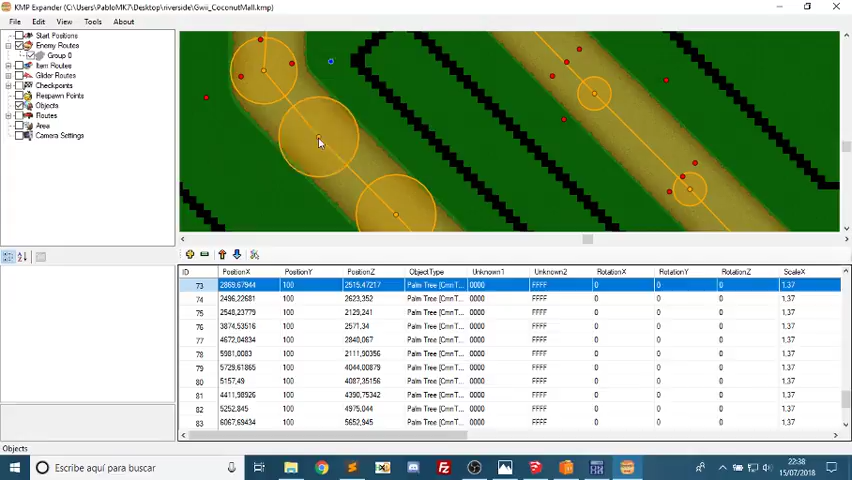 KMP Expander (C:\Users\PabloMK7\Desktop\riverside\Gwii_CoconutMall.kmp)
File Edit View Tools About
Start Positions
Enemy Routes
Group 0
Item Routes
Glider Routes
Checkpoints
Respawn Points
Objects
Routes
Area
Camera Settings
ID PositionX PositionY PositionZ ObjectType Unknown1 Unknown2 RotationX RotationY RotationZ ScaleX
73 2869,67944 100 2515,47217 Palm Tree [CmnT... 0000 FFFF 0 0 0 1,37
74 2496,22681 100 2623,352 Palm Tree [CmnT... 0000 FFFF 0 0 0 1,37
75 2548,23779 100 2129,241 Palm Tree [CmnT... 0000 FFFF 0 0 0 1,37
76 3874,53516 100 2571,34 Palm Tree [CmnT... 0000 FFFF 0 0 0 1,37
77 4672,04834 100 2840,067 Palm Tree [CmnT... 0000 FFFF 0 0 0 1,37
78 5981,0083 100 2111,90356 Palm Tree [CmnT... 0000 FFFF 0 0 0 1,37
79 5729,61865 100 4044,00879 Palm Tree [CmnT... 0000 FFFF 0 0 0 1,37
80 5157,49 100 4087,35156 Palm Tree [CmnT... 0000 FFFF 0 0 0 1,37
81 4411,98926 100 4390,75342 Palm Tree [CmnT... 0000 FFFF 0 0 0 1,37
82 5252,845 100 4975,044 Palm Tree [CmnT... 0000 FFFF 0 0 0 1,37
83 6067,69434 100 5652,945 Palm Tree [CmnT... 0000 FFFF 0 0 0 1,37
Objects
Escribe aquí para buscar
22:38
15/07/2018